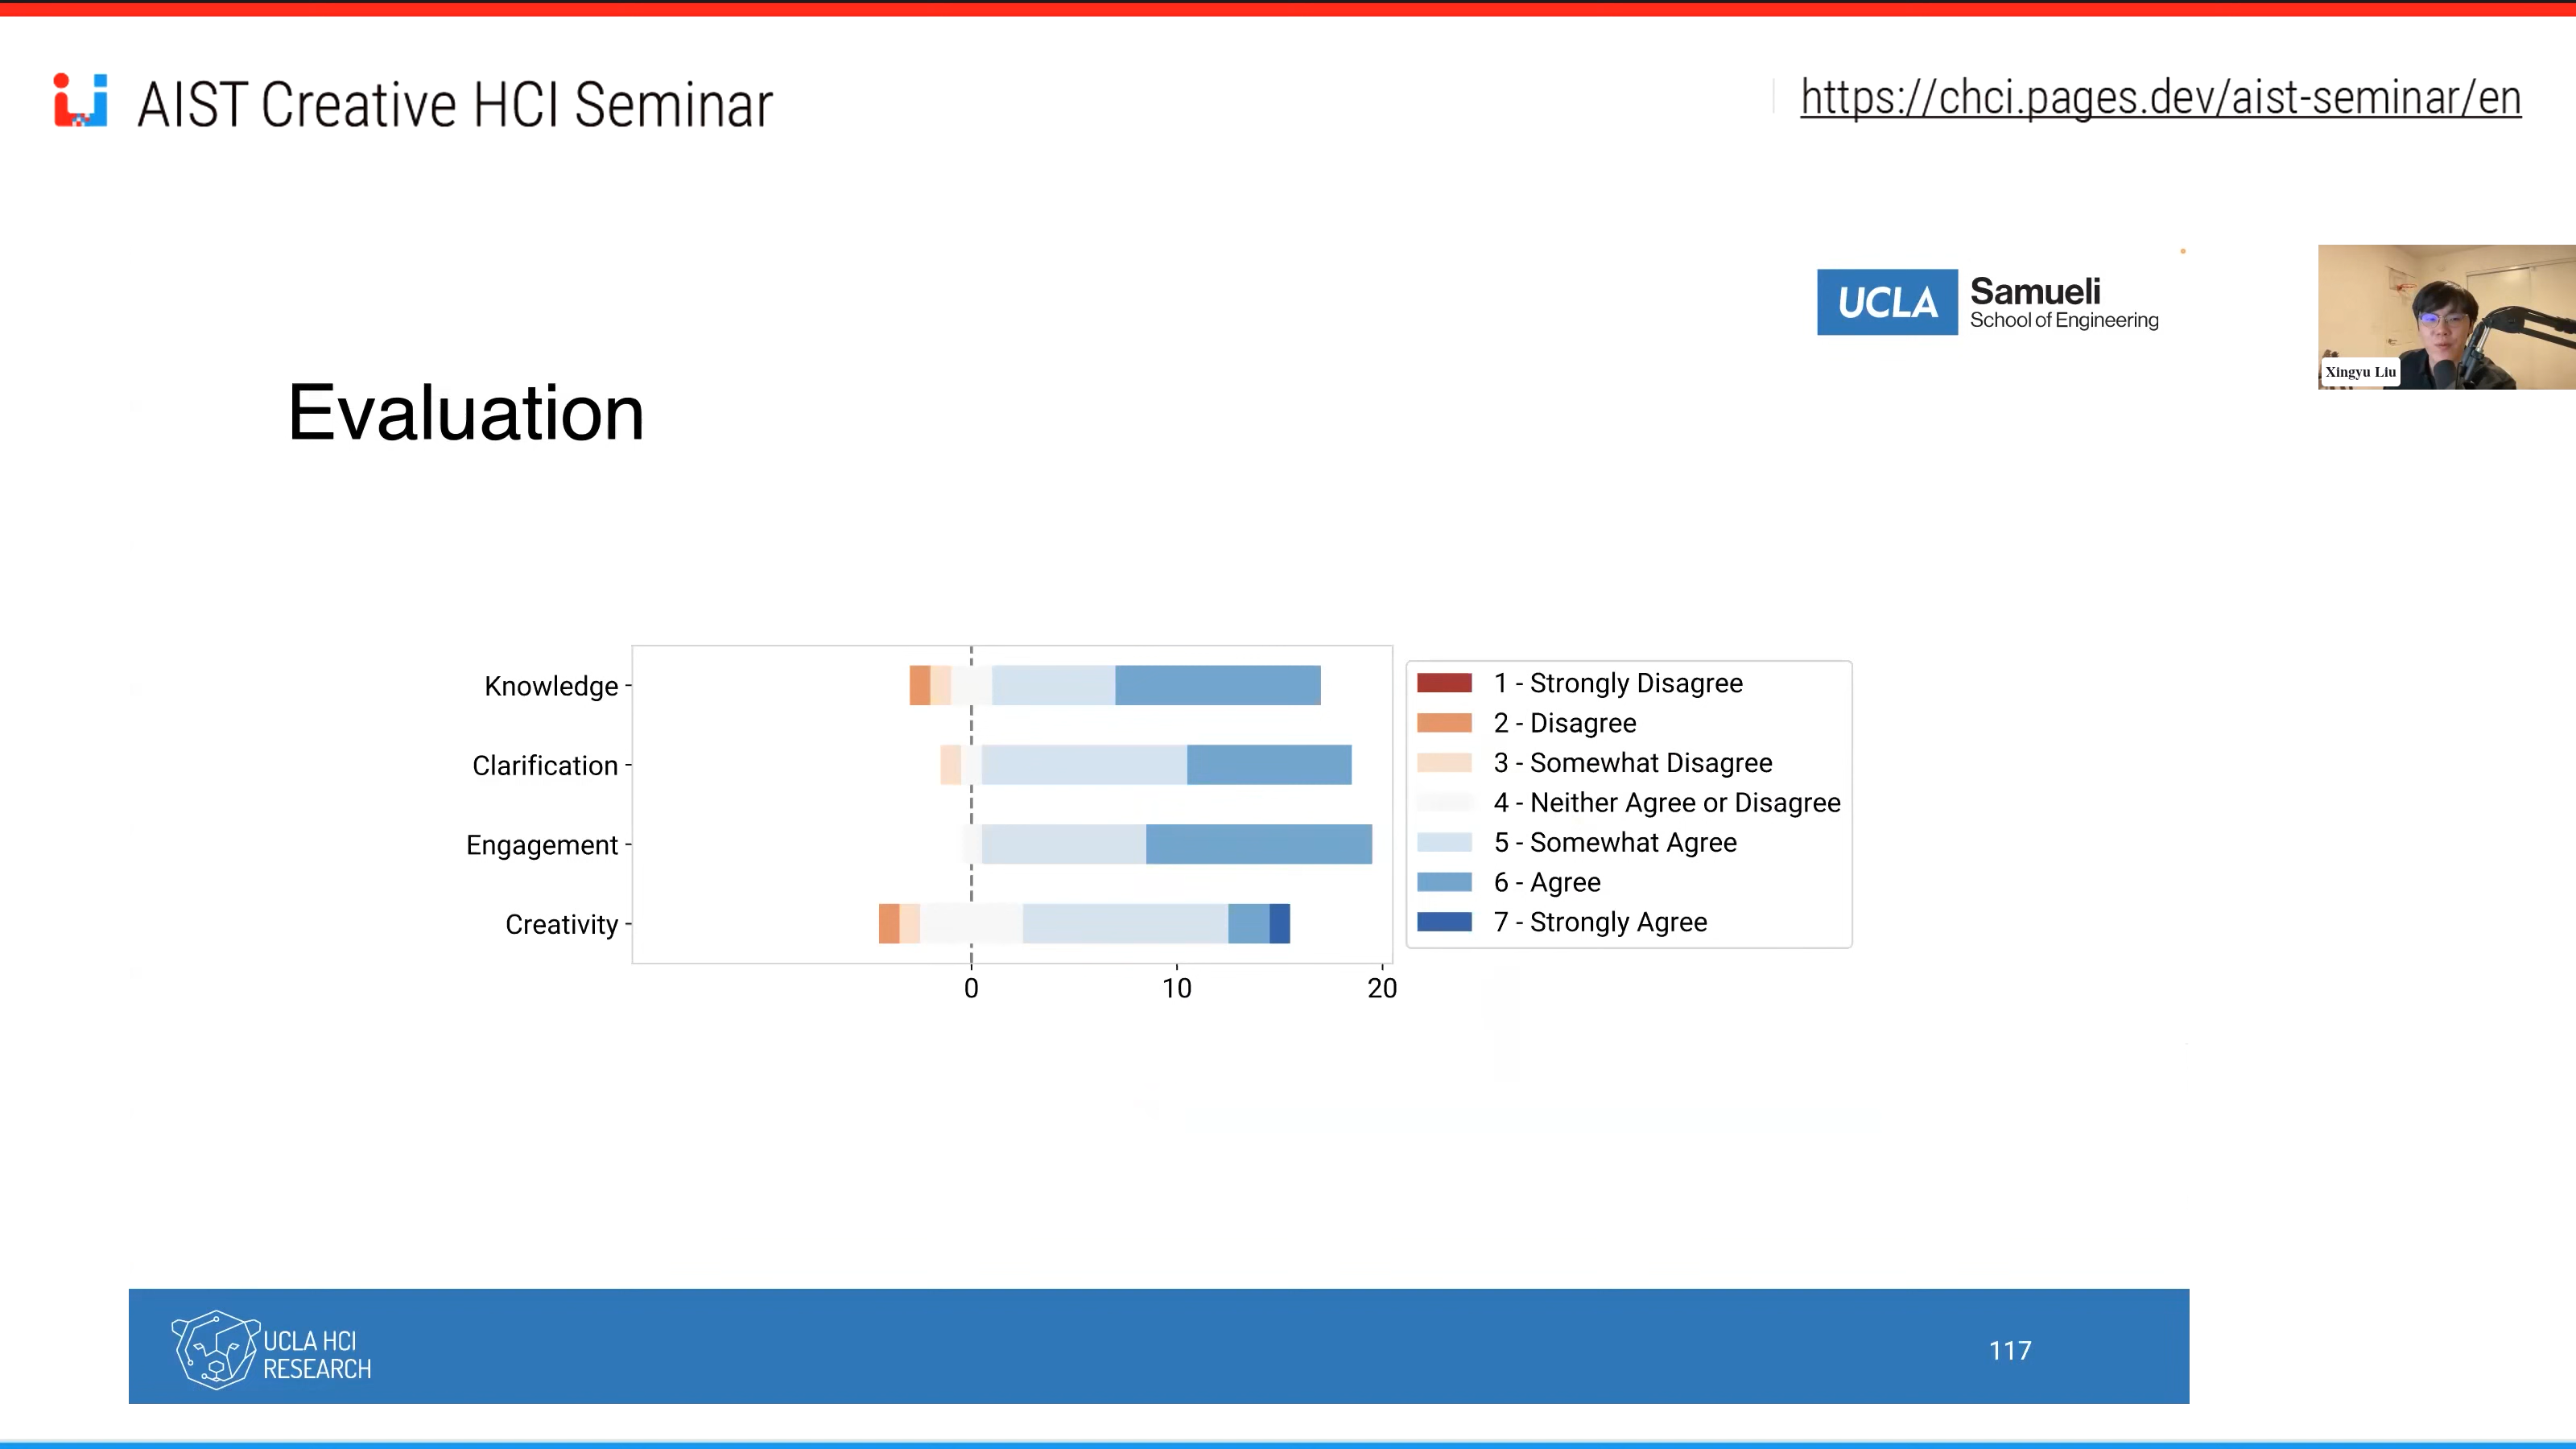 AIST Creative HCI Seminar
https://chci.pages.dev/aist-seminar/en
UCLA
Samueli
School of Engineering
Xingyu Liu
Evaluation
Knowledge
Clarification
Engagement
Creativity
0 10 20
1 - Strongly Disagree
2 - Disagree
3 - Somewhat Disagree
4 - Neither Agree or Disagree
5 - Somewhat Agree
6 - Agree
7 - Strongly Agree
UCLA HCI
RESEARCH
117